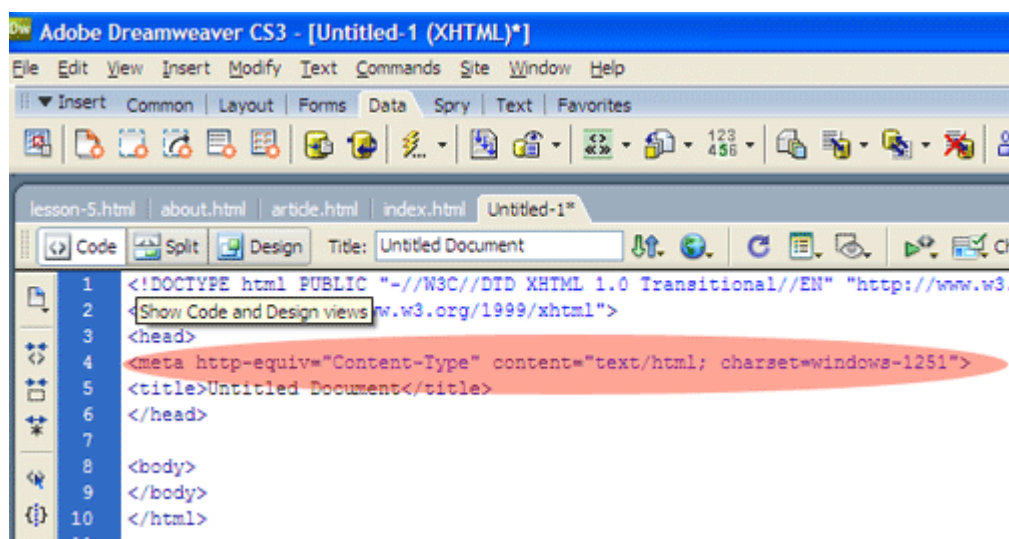 Dw Adobe Dreamweaver CS3 - [Untitled-1 (XHTML)*]
File Edit View Insert Modify Text Commands Site Window Help
▼ Insert Common Layout Forms Data Spry Text Favorites
123
456
lesson-5.html about.html article.html index.html Untitled-1*
<> Code Split Design Title: Untitled Document
1 <!DOCTYPE html PUBLIC "-//W3C//DTD XHTML 1.0 Transitional//EN" "http://www.w3.
2 < Show Code and Design views w.w3.org/1999/xhtml">
3 <head>
4 <meta http-equiv="Content-Type" content="text/html; charset=windows-1251">
5 <title>Untitled Document</title>
6 </head>
7
8 <body>
9 </body>
10 </html>